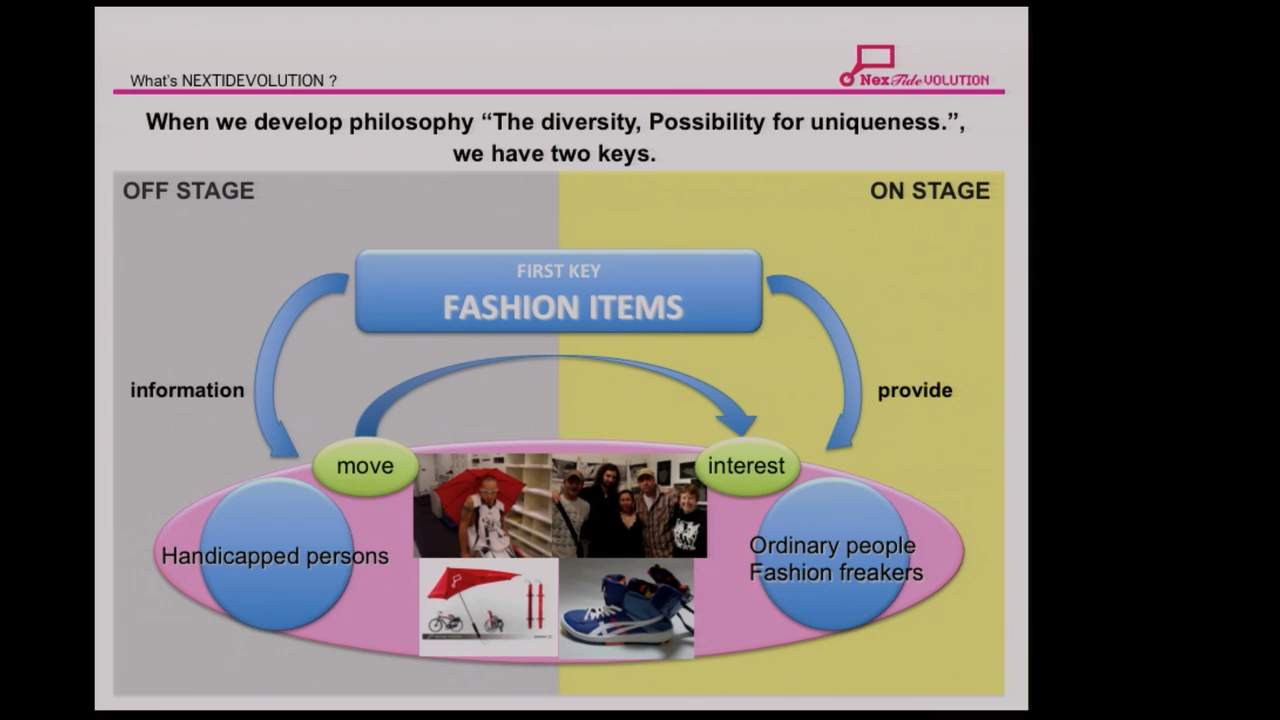 What's NEXTIDEVOLUTION ?
NexTideVOLUTION
When we develop philosophy “The diversity, Possibility for uniqueness.”,
we have two keys.
OFF STAGE
ON STAGE
FIRST KEY
FASHION ITEMS
information
provide
move
interest
Handicapped persons
Ordinary people
Fashion freakers